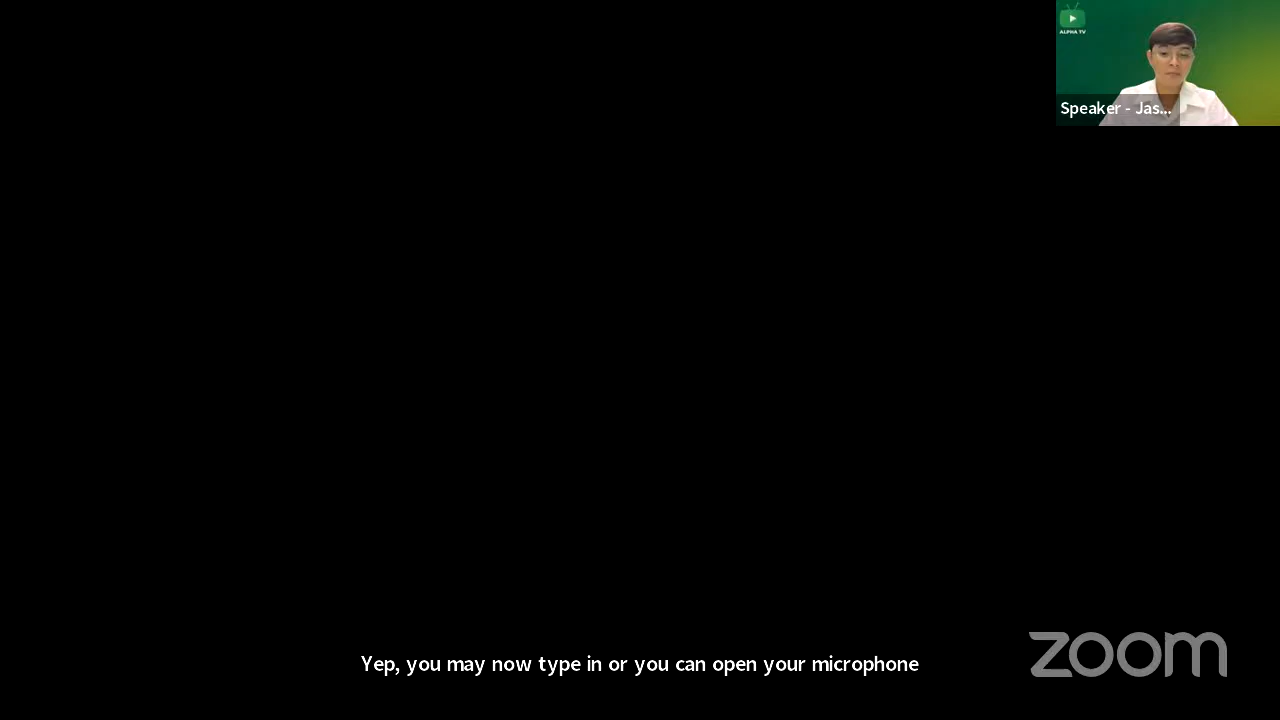 ALPHA TV
Speaker - Jas...
Yep, you may now type in or you can open your microphone
zoom